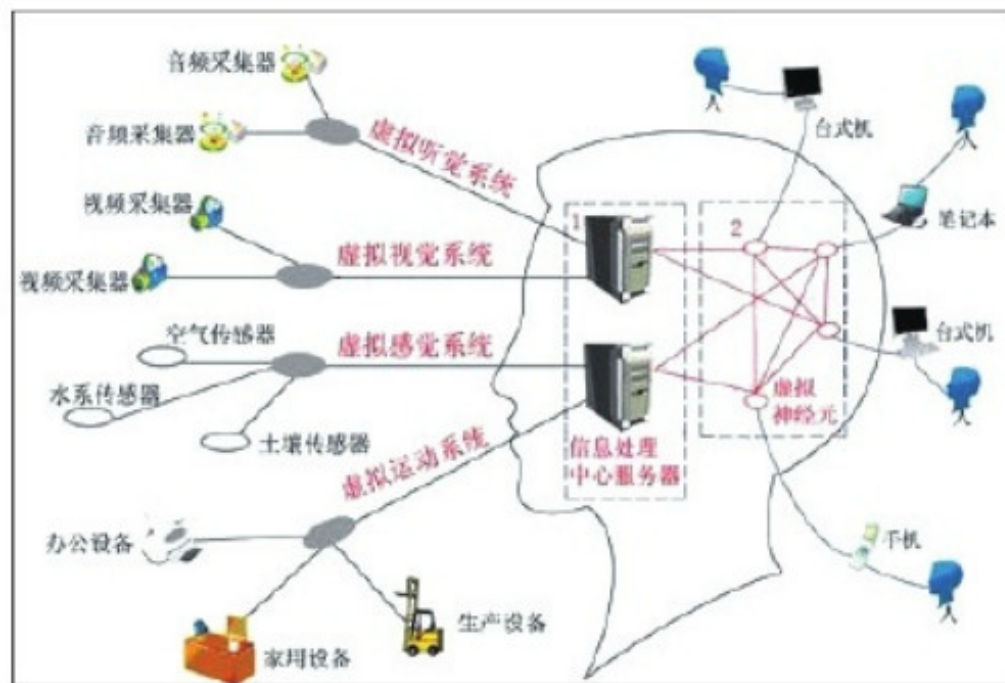 音频采集器
音频采集器
视频采集器
视频采集器
空气传感器
水系传感器
土壤传感器
办公设备
家用设备
生产设备
虚拟听觉系统
虚拟视觉系统
虚拟感觉系统
虚拟运动系统
1
信息处理
中心服务器
2
虚拟
神经元
台式机
笔记本
台式机
手机